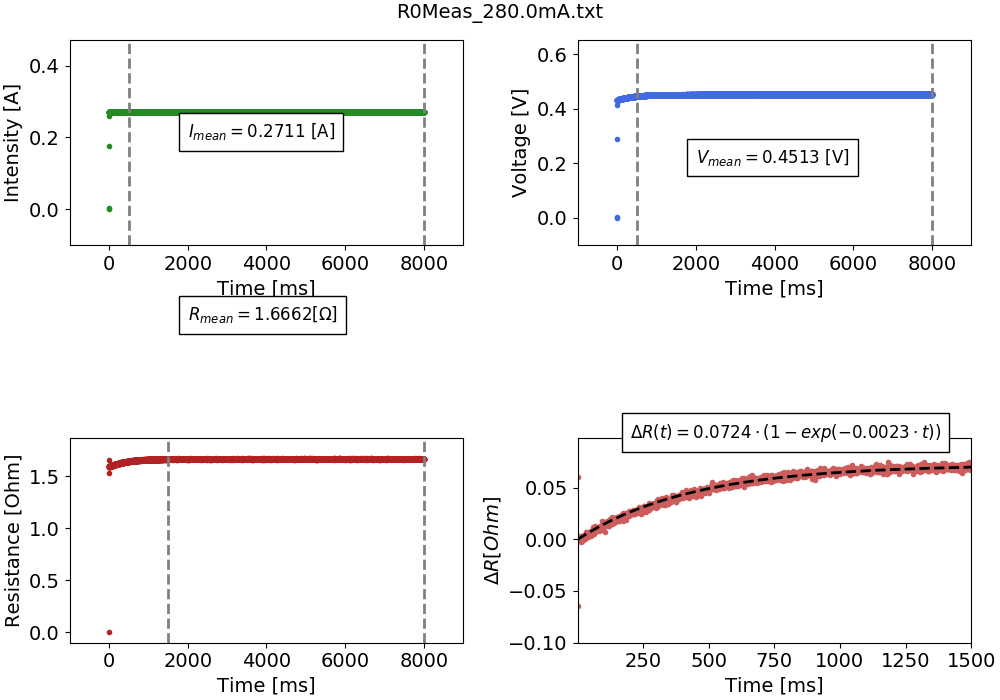 R0Meas_280.0mA.txt
Intensity [A]
0.4
0.2
0.0
I_mean = 0.2711 [A]
0 2000 4000 6000 8000
Time [ms]
Voltage [V]
0.6
0.4
0.2
0.0
V_mean = 0.4513 [V]
0 2000 4000 6000 8000
Time [ms]
R_mean = 1.6662[Ω]
Resistance [Ohm]
1.5
1.0
0.5
0.0
0 2000 4000 6000 8000
Time [ms]
ΔR(t) = 0.0724 · (1 − exp(−0.0023 · t))
ΔR[Ohm]
0.05
0.00
−0.05
−0.10
250 500 750 1000 1250 1500
Time [ms]